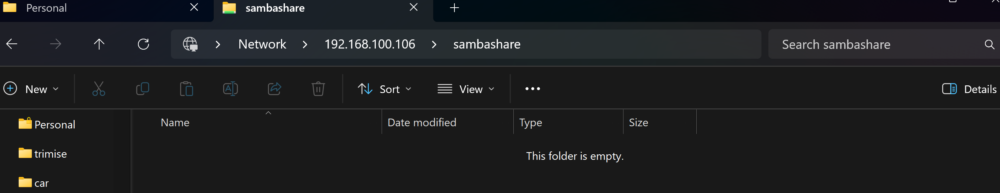 Personal
sambashare
Network 192.168.100.106 sambashare
Search sambashare
New
Sort
View
Details
Personal
trimise
car
Name
Date modified
Type
Size
This folder is empty.